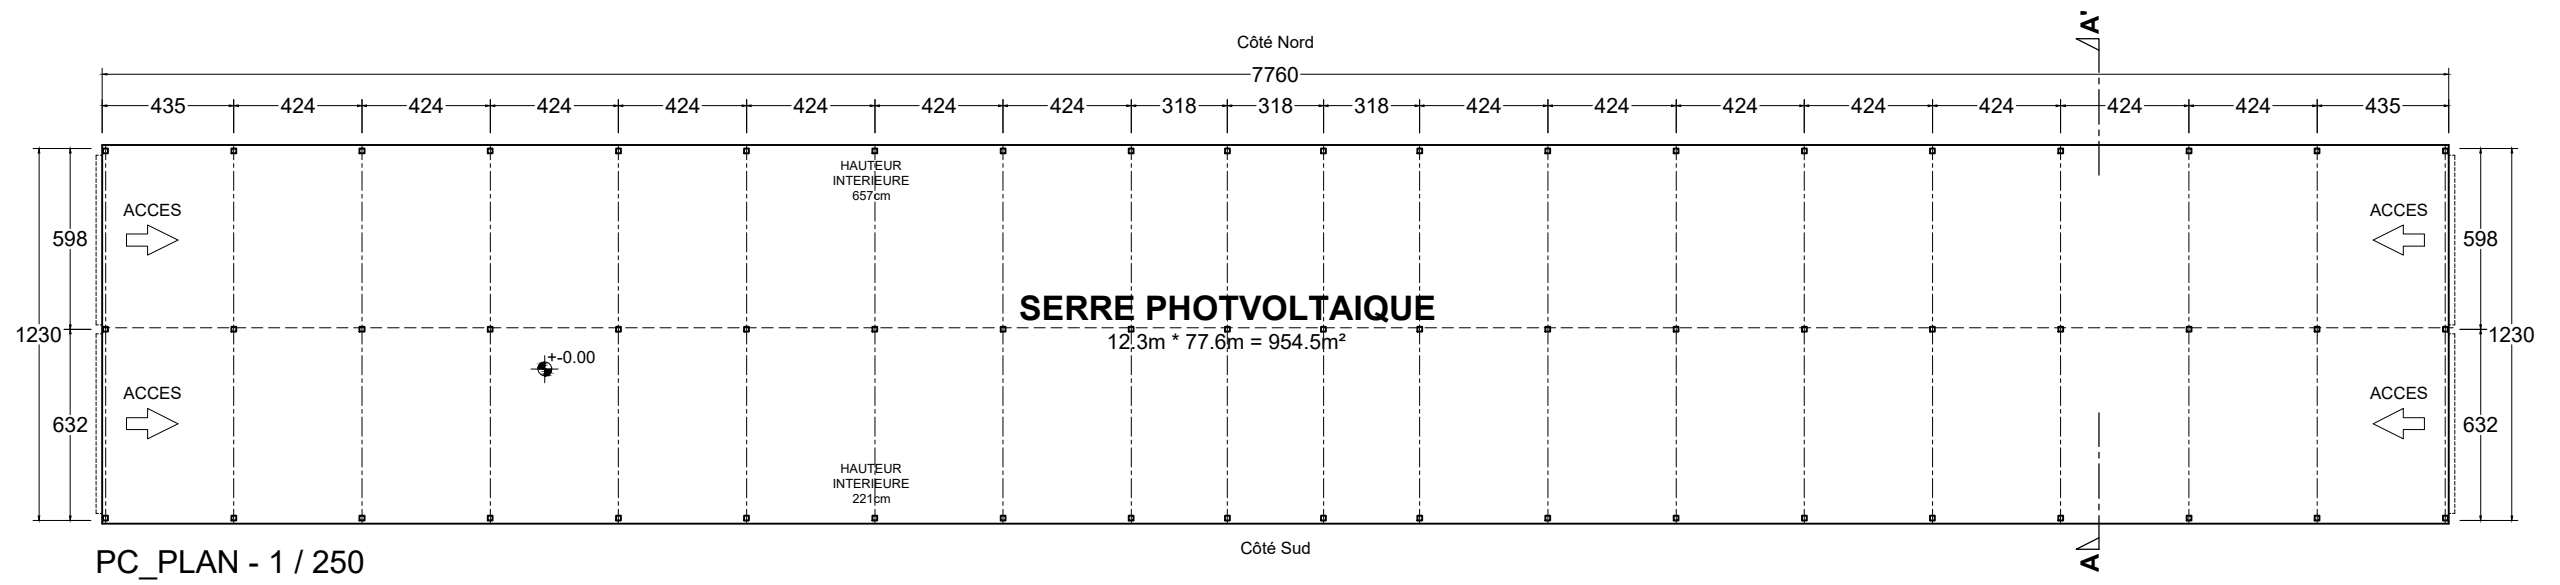 A'
Côté Nord
7760
435 424 424 424 424 424 424 424 318 318 318 424 424 424 424 424 424 424 435
HAUTEUR
INTERIEURE
657cm
ACCES
ACCES
598
598
SERRE PHOTVOLTAIQUE
12.3m * 77.6m = 954.5m²
1230
1230
+-0.00
ACCES
ACCES
632
632
HAUTEUR
INTERIEURE
221cm
Côté Sud
A
PC_PLAN - 1 / 250